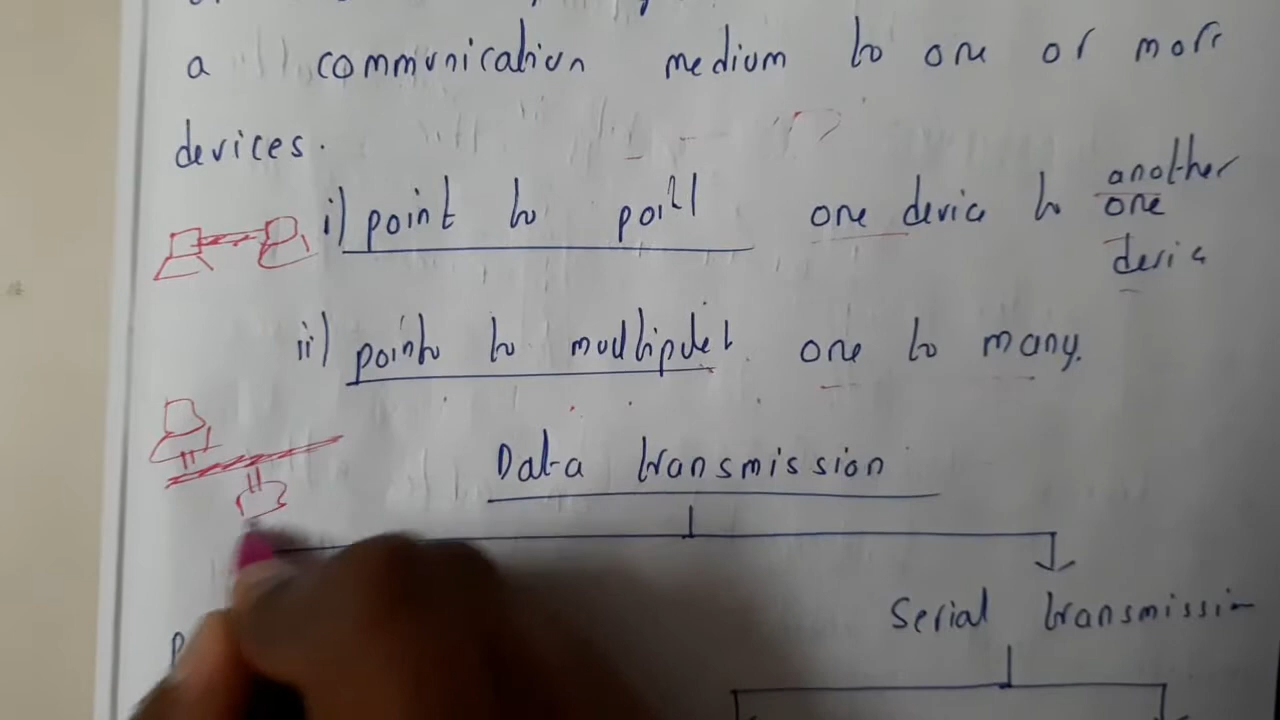 a communication medium to one or more
devices.
i) point to point one device to another
one
device
ii) point to multiple one to many.
Data transmission
Serial transmission